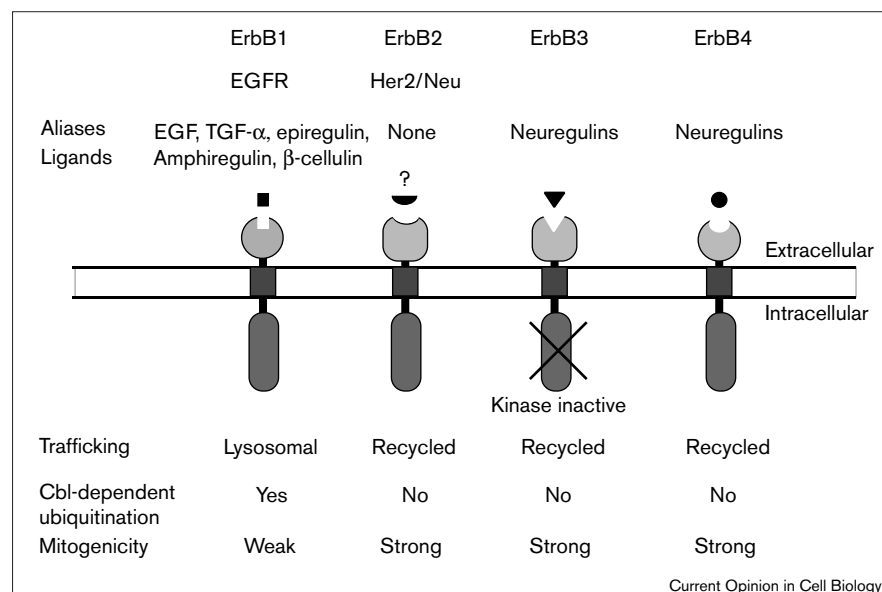 ErbB1 ErbB2 ErbB3 ErbB4
EGFR Her2/Neu
Aliases EGF, TGF-α, epiregulin, None Neuregulins Neuregulins
Ligands Amphiregulin, β-cellulin
?
Extracellular
Intracellular
Kinase inactive
Trafficking Lysosomal Recycled Recycled Recycled
Cbl-dependent Yes No No No
ubiquitination
Mitogenicity Weak Strong Strong Strong
Current Opinion in Cell Biology